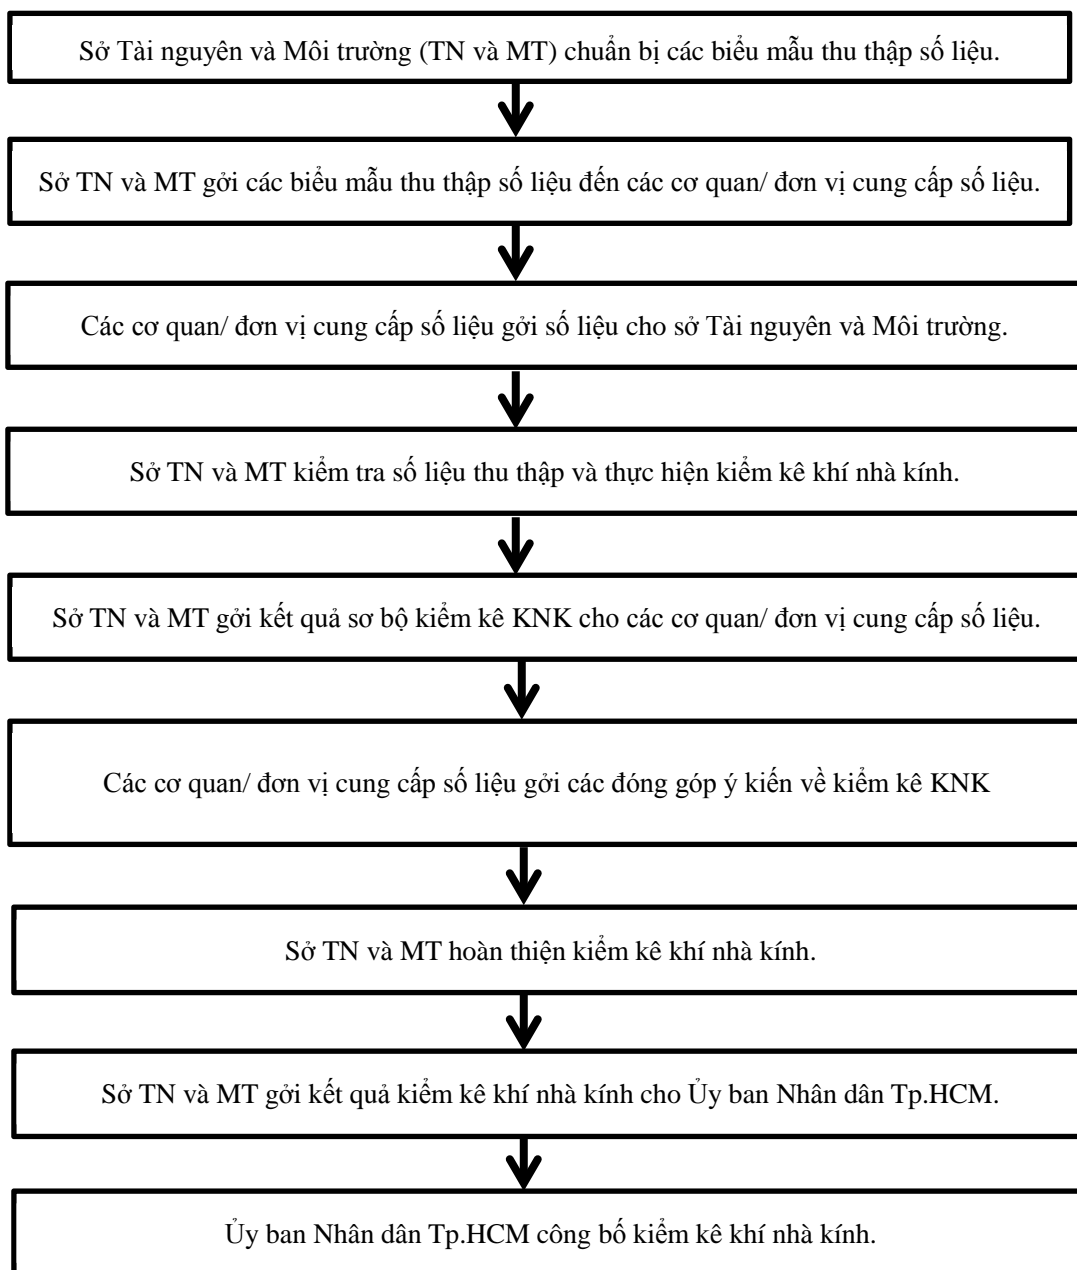 Sở Tài nguyên và Môi trường (TN và MT) chuẩn bị các biểu mẫu thu thập số liệu.
Sở TN và MT gởi các biểu mẫu thu thập số liệu đến các cơ quan/ đơn vị cung cấp số liệu.
Các cơ quan/ đơn vị cung cấp số liệu gởi số liệu cho sở Tài nguyên và Môi trường.
Sở TN và MT kiểm tra số liệu thu thập và thực hiện kiểm kê khí nhà kính.
Sở TN và MT gởi kết quả sơ bộ kiểm kê KNK cho các cơ quan/ đơn vị cung cấp số liệu.
Các cơ quan/ đơn vị cung cấp số liệu gởi các đóng góp ý kiến về kiểm kê KNK
Sở TN và MT hoàn thiện kiểm kê khí nhà kính.
Sở TN và MT gởi kết quả kiểm kê khí nhà kính cho Ủy ban Nhân dân Tp.HCM.
Ủy ban Nhân dân Tp.HCM công bố kiểm kê khí nhà kính.